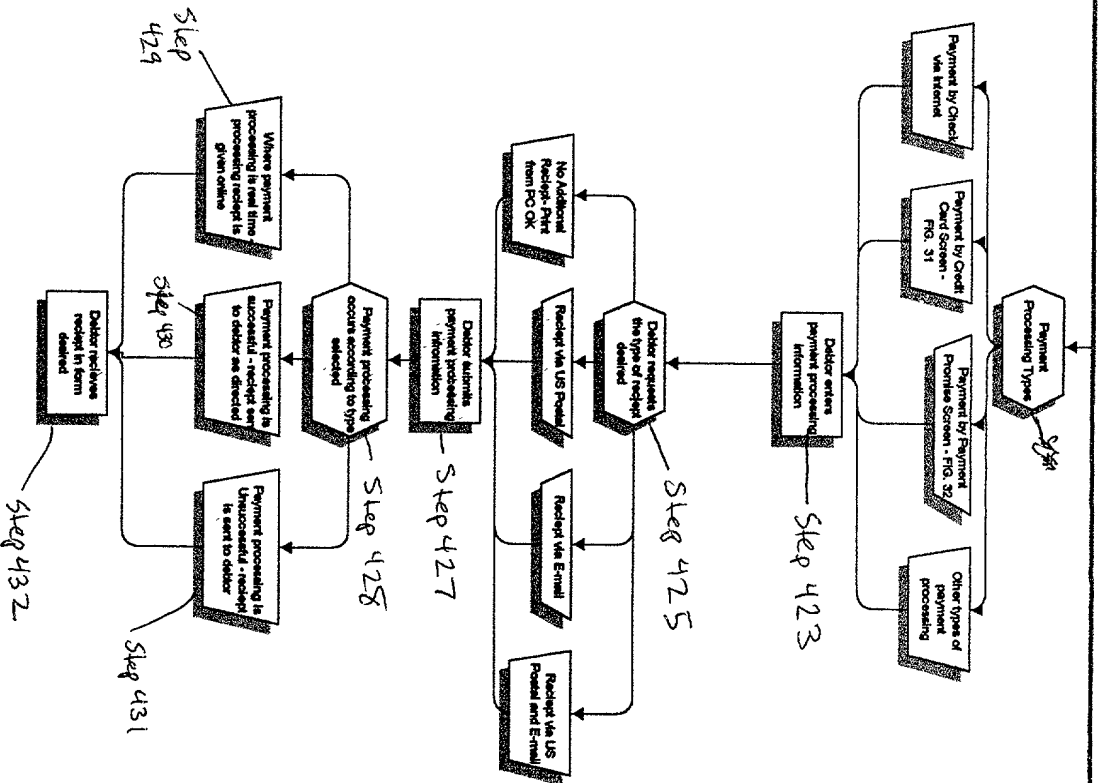 Payment
Processing Types
Payment by Check
via Internet
Payment by Credit
Card Screen -
FIG. 31
Payment by Payment
Promise Screen - FIG. 32
Other types of
payment
processing
Debtor enters
payment processing
information
Step 423
Debtor requests
the type of reciept
desired
Step 425
No Additional
Reciept- Print
from PC OK
Reciept via US Postal
Reciept via E-mail
Reciept via US
Postal and E-mail
Debtor submits
payment processing
infromation
Step 427
Payment processing
occurs according to type
selected
Step 428
Where payment
processing is real time -
processing reciept is
given online
Step
429
Payment processing is
successful - reciept sent
to debtor as directed
Step 430
Payment processing is
Unsuccessful - reciept
is sent to debtor
Step 431
Debtor recieves
reciept in form
desired
Step 432